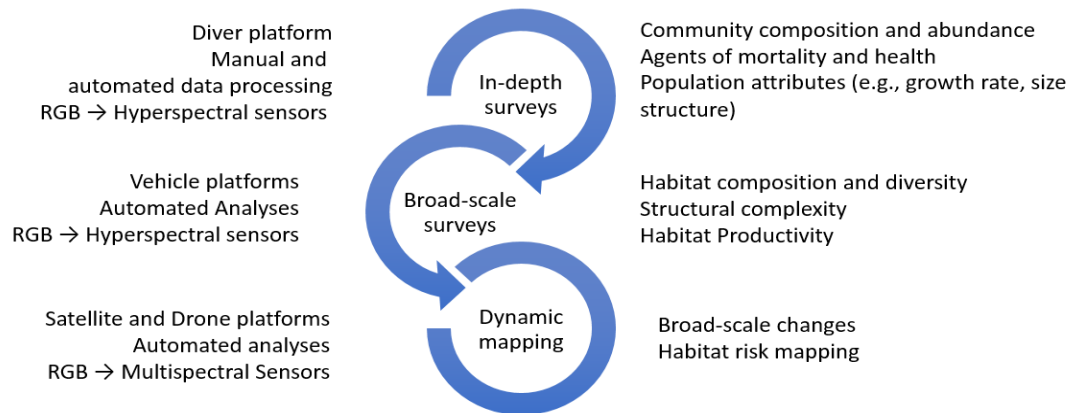 Diver platform
Manual and
automated data processing
RGB → Hyperspectral sensors
In-depth
surveys
Community composition and abundance
Agents of mortality and health
Population attributes (e.g., growth rate, size
structure)
Vehicle platforms
Automated Analyses
RGB → Hyperspectral sensors
Broad-scale
surveys
Habitat composition and diversity
Structural complexity
Habitat Productivity
Satellite and Drone platforms
Automated analyses
RGB → Multispectral Sensors
Dynamic
mapping
Broad-scale changes
Habitat risk mapping